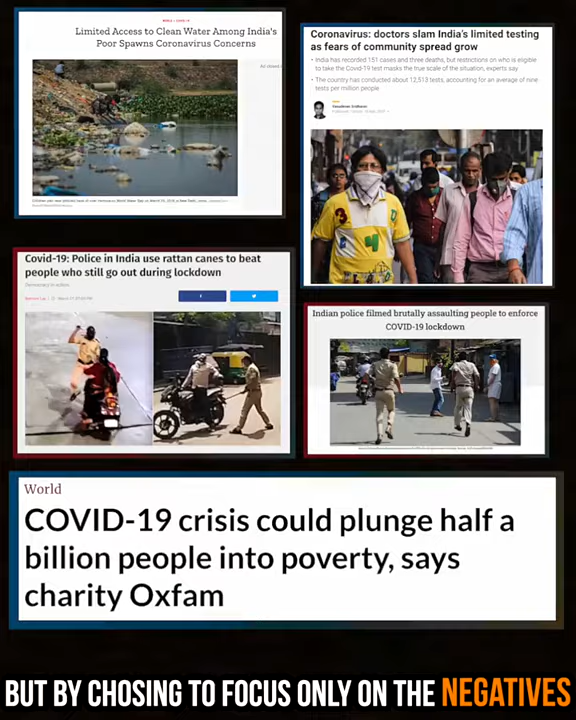 Limited Access to Clean Water Among India's
Poor Spawns Coronavirus Concerns
Coronavirus: doctors slam India's limited testing
as fears of community spread grow
India has recorded 151 cases and three deaths, but restrictions on who is eligible
to take the Covid-19 test masks the true scale of the situation, experts say
The country has conducted about 12,513 tests, accounting for an average of nine
tests per million people
Covid-19: Police in India use rattan canes to beat
people who still go out during lockdown
Indian police filmed brutally assaulting people to enforce
COVID-19 lockdown
World
COVID-19 crisis could plunge half a
billion people into poverty, says
charity Oxfam
BUT BY CHOSING TO FOCUS ONLY ON THE NEGATIVES